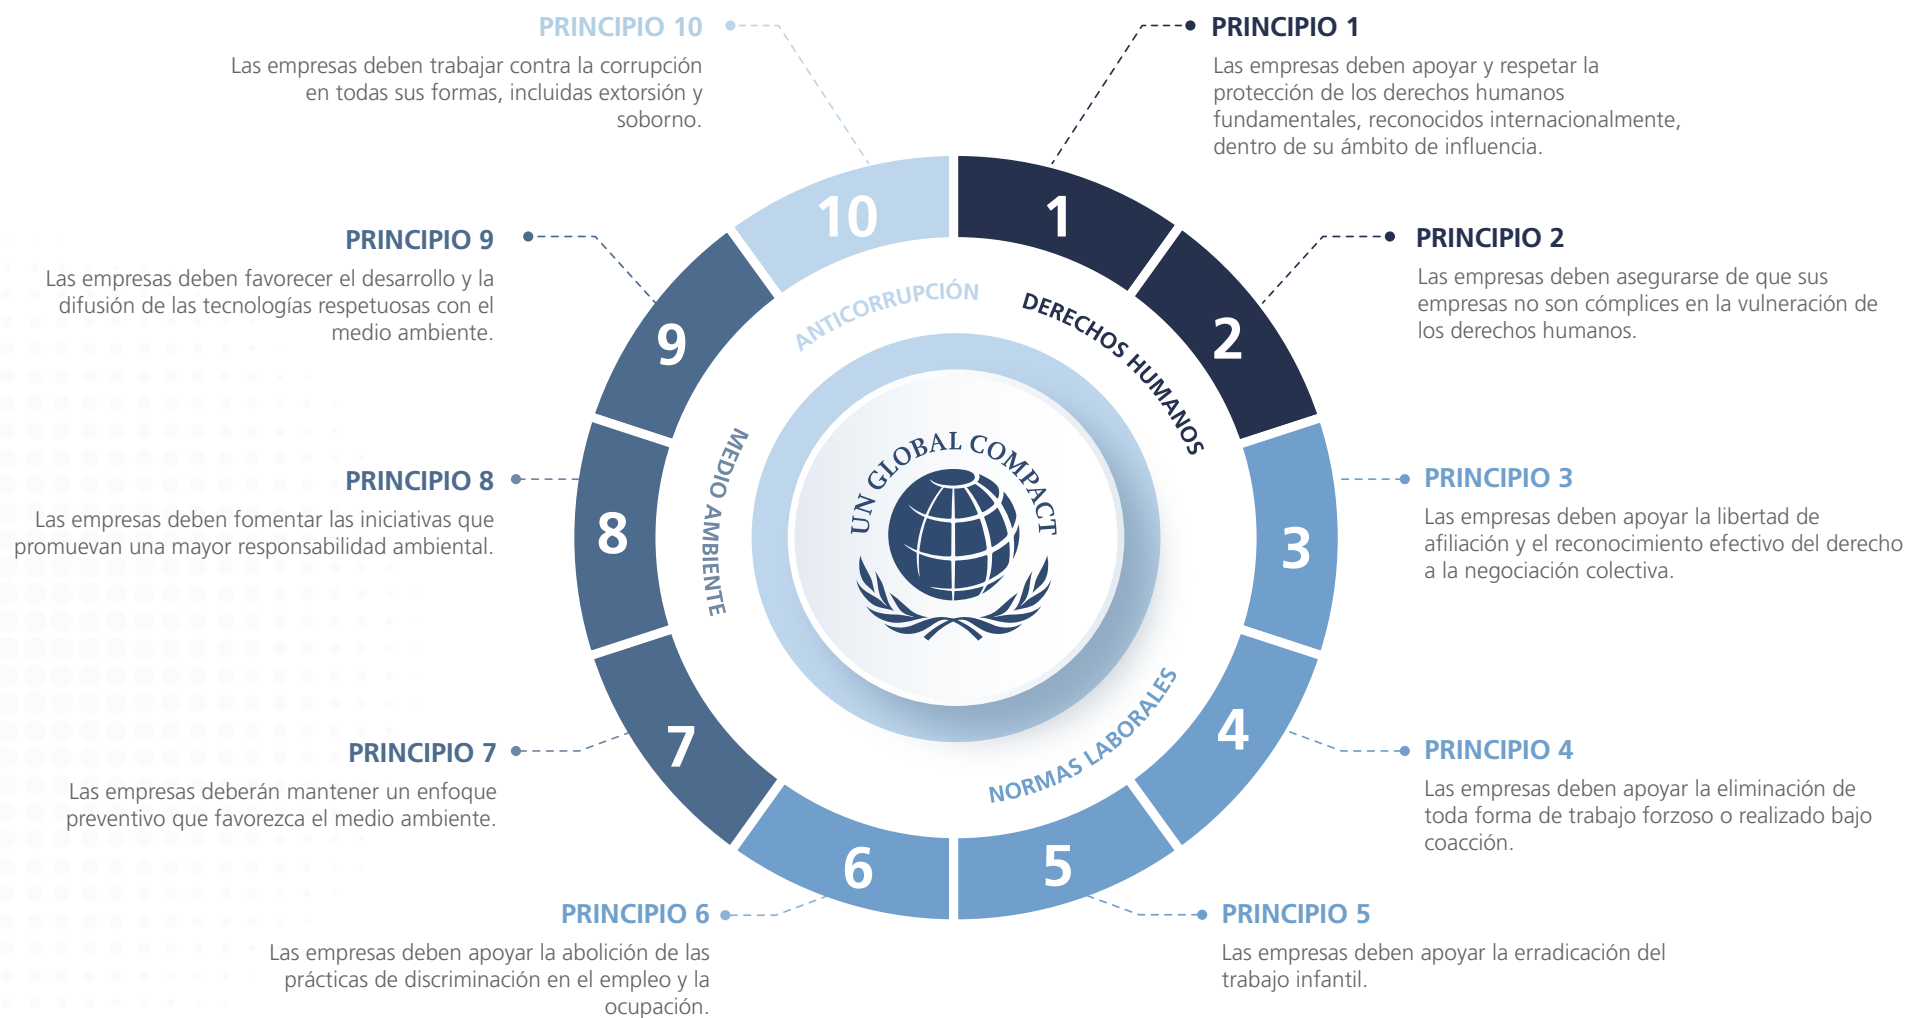 PRINCIPIO 10
Las empresas deben trabajar contra la corrupción
en todas sus formas, incluidas extorsión y
soborno.
PRINCIPIO 1
Las empresas deben apoyar y respetar la
protección de los derechos humanos
fundamentales, reconocidos internacionalmente,
dentro de su ámbito de influencia.
PRINCIPIO 9
Las empresas deben favorecer el desarrollo y la
difusión de las tecnologías respetuosas con el
medio ambiente.
PRINCIPIO 2
Las empresas deben asegurarse de que sus
empresas no son cómplices en la vulneración de
los derechos humanos.
PRINCIPIO 8
Las empresas deben fomentar las iniciativas que
promuevan una mayor responsabilidad ambiental.
PRINCIPIO 3
Las empresas deben apoyar la libertad de
afiliación y el reconocimiento efectivo del derecho
a la negociación colectiva.
PRINCIPIO 7
Las empresas deberán mantener un enfoque
preventivo que favorezca el medio ambiente.
PRINCIPIO 4
Las empresas deben apoyar la eliminación de
toda forma de trabajo forzoso o realizado bajo
coacción.
PRINCIPIO 6
Las empresas deben apoyar la abolición de las
prácticas de discriminación en el empleo y la
ocupación.
PRINCIPIO 5
Las empresas deben apoyar la erradicación del
trabajo infantil.
10
1
2
3
4
5
6
7
8
9
ANTICORRUPCIÓN
DERECHOS HUMANOS
NORMAS LABORALES
MEDIO AMBIENTE
UN GLOBAL COMPACT